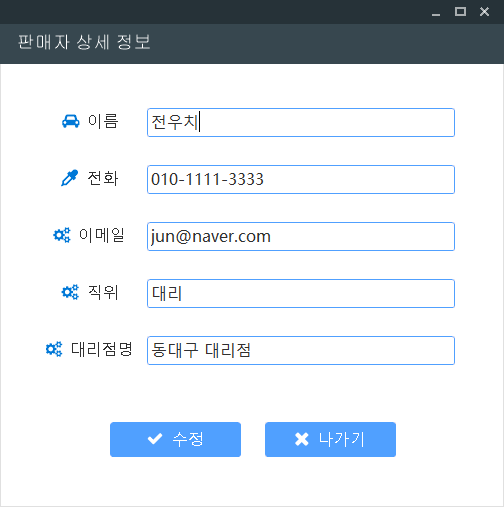 판매자 상세 정보
이름 전우치
전화 010-1111-3333
이메일 jun@naver.com
직위 대리
대리점명 동대구 대리점
수정 나가기